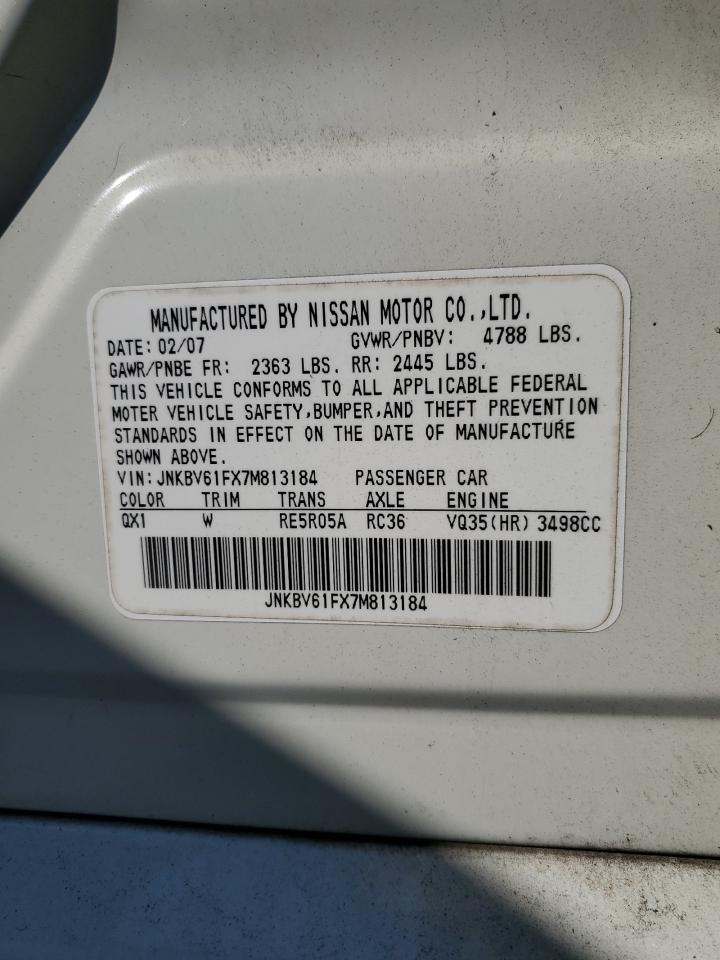 MANUFACTURED BY NISSAN MOTOR CO.,LTD.
DATE: 02/07 GVWR/PNBV: 4788 LBS.
GAWR/PNBE FR: 2363 LBS. RR: 2445 LBS.
THIS VEHICLE CONFORMS TO ALL APPLICABLE FEDERAL
MOTER VEHICLE SAFETY,BUMPER,AND THEFT PREVENTION
STANDARDS IN EFFECT ON THE DATE OF MANUFACTURE
SHOWN ABOVE.
VIN: JNKBV61FX7M813184 PASSENGER CAR
COLOR TRIM TRANS AXLE ENGINE
QX1 W RE5R05A RC36 VQ35(HR) 3498CC
JNKBV61FX7M813184